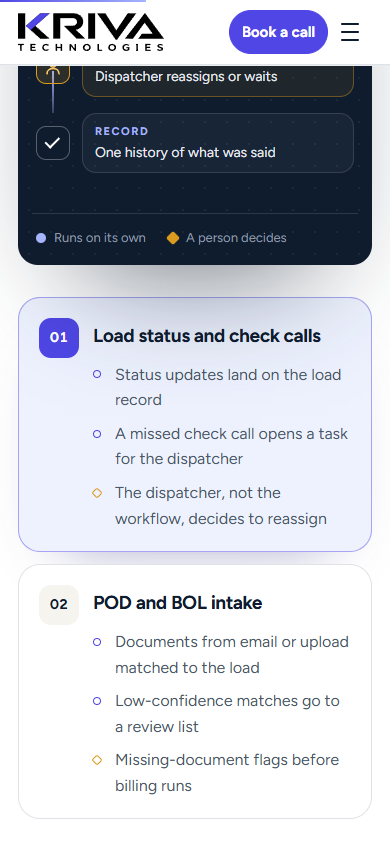 KRIVA
TECHNOLOGIES
Book a call
Dispatcher reassigns or waits
RECORD
One history of what was said
Runs on its own
A person decides
01
Load status and check calls
Status updates land on the load
record
A missed check call opens a task
for the dispatcher
The dispatcher, not the
workflow, decides to reassign
02
POD and BOL intake
Documents from email or upload
matched to the load
Low-confidence matches go to
a review list
Missing-document flags before
billing runs